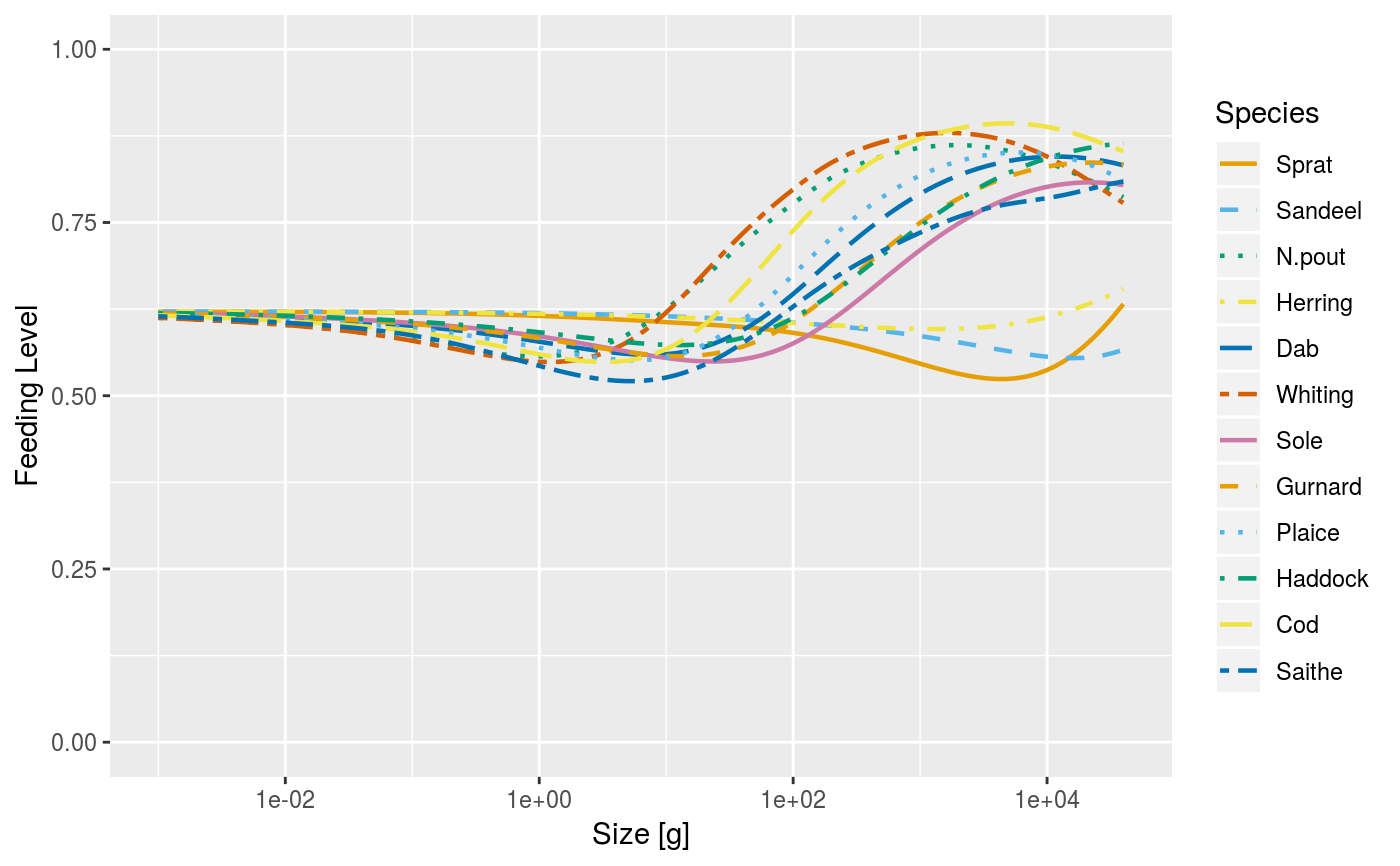 1.00
0.75
0.50
0.25
0.00
Feeding Level
1e-02 1e+00 1e+02 1e+04
Size [g]
Species
Sprat
Sandeel
N.pout
Herring
Dab
Whiting
Sole
Gurnard
Plaice
Haddock
Cod
Saithe